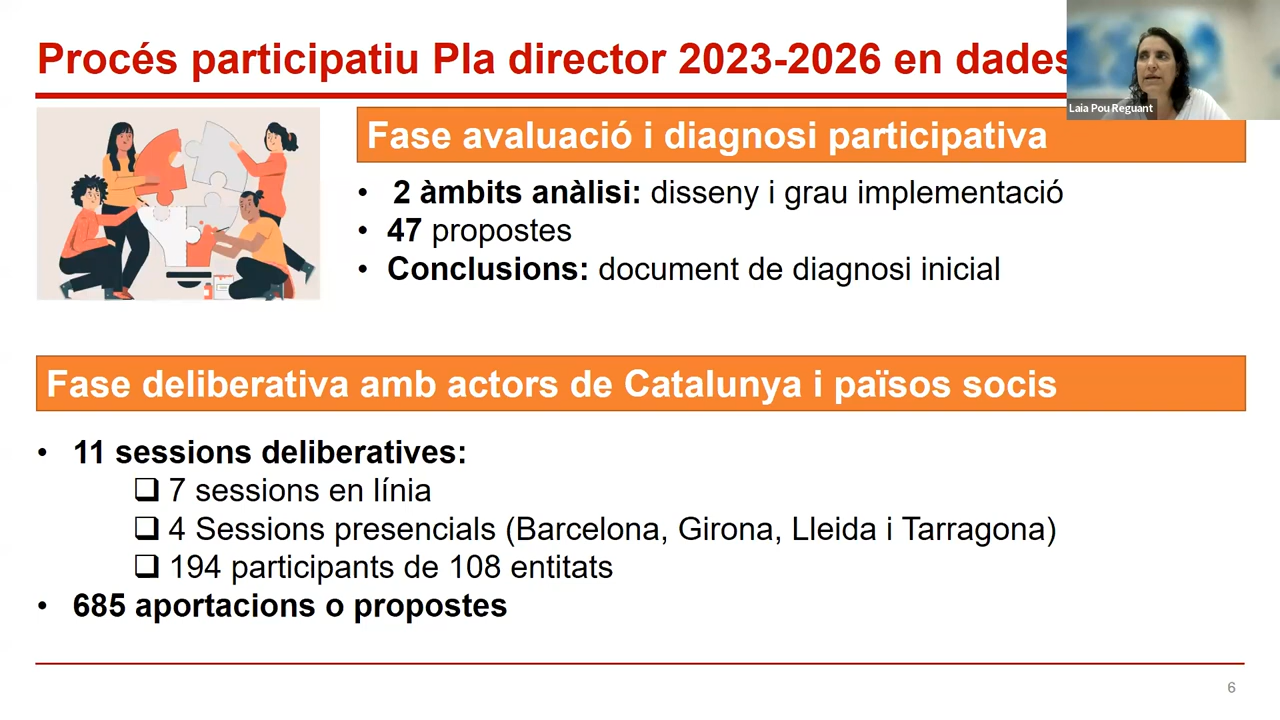 Procés participatiu Pla director 2023-2026 en dades
Laia Pou Reguant
Fase avaluació i diagnosi participativa
• 2 àmbits anàlisi: disseny i grau implementació
• 47 propostes
• Conclusions: document de diagnosi inicial
Fase deliberativa amb actors de Catalunya i països socis
• 11 sessions deliberatives:
❑ 7 sessions en línia
❑ 4 Sessions presencials (Barcelona, Girona, Lleida i Tarragona)
❑ 194 participants de 108 entitats
• 685 aportacions o propostes
6